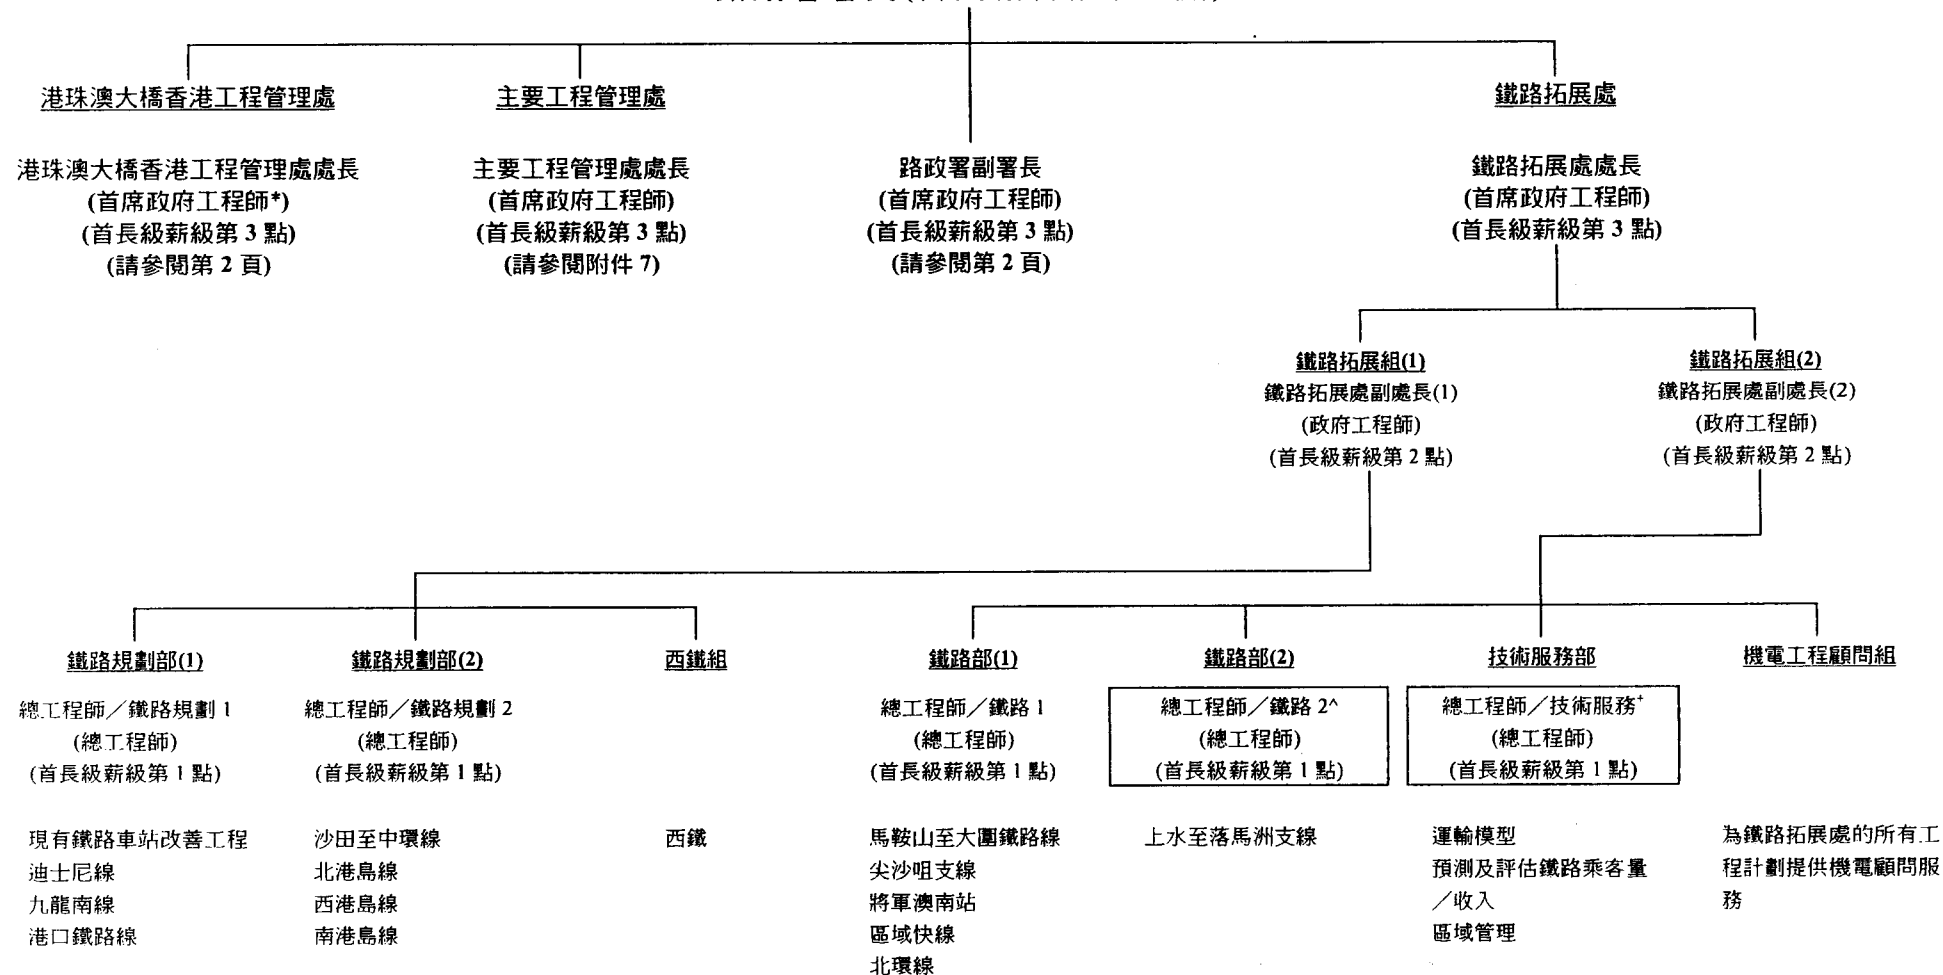 港珠澳大橋香港工程管理處
港珠澳大橋香港工程管理處處長
(首席政府工程師*)
(首長級薪級第 3 點)
(請參閱第 2 頁)
主要工程管理處
主要工程管理處處長
(首席政府工程師)
(首長級薪級第 3 點)
(請參閱附件 7)
路政署副署長
(首席政府工程師)
(首長級薪級第 3 點)
(請參閱第 2 頁)
鐵路拓展處
鐵路拓展處處長
(首席政府工程師)
(首長級薪級第 3 點)
鐵路拓展組(1)
鐵路拓展處副處長(1)
(政府工程師)
(首長級薪級第 2 點)
鐵路拓展組(2)
鐵路拓展處副處長(2)
(政府工程師)
(首長級薪級第 2 點)
鐵路規劃部(1)
總工程師／鐵路規劃 1
(總工程師)
(首長級薪級第 1 點)
現有鐵路車站改善工程
迪士尼線
九龍南線
港口鐵路線
鐵路規劃部(2)
總工程師／鐵路規劃 2
(總工程師)
(首長級薪級第 1 點)
沙田至中環線
北港島線
西港島線
南港島線
西鐵組
西鐵
鐵路部(1)
總工程師／鐵路 1
(總工程師)
(首長級薪級第 1 點)
馬鞍山至大圍鐵路線
尖沙咀支線
將軍澳南站
區域快線
北環線
鐵路部(2)
總工程師／鐵路 2^
(總工程師)
(首長級薪級第 1 點)
上水至落馬洲支線
技術服務部
總工程師／技術服務+
(總工程師)
(首長級薪級第 1 點)
運輸模型
預測及評估鐵路乘客量
／收入
區域管理
機電工程顧問組
為鐵路拓展處的所有工
程計劃提供機電顧問服
務